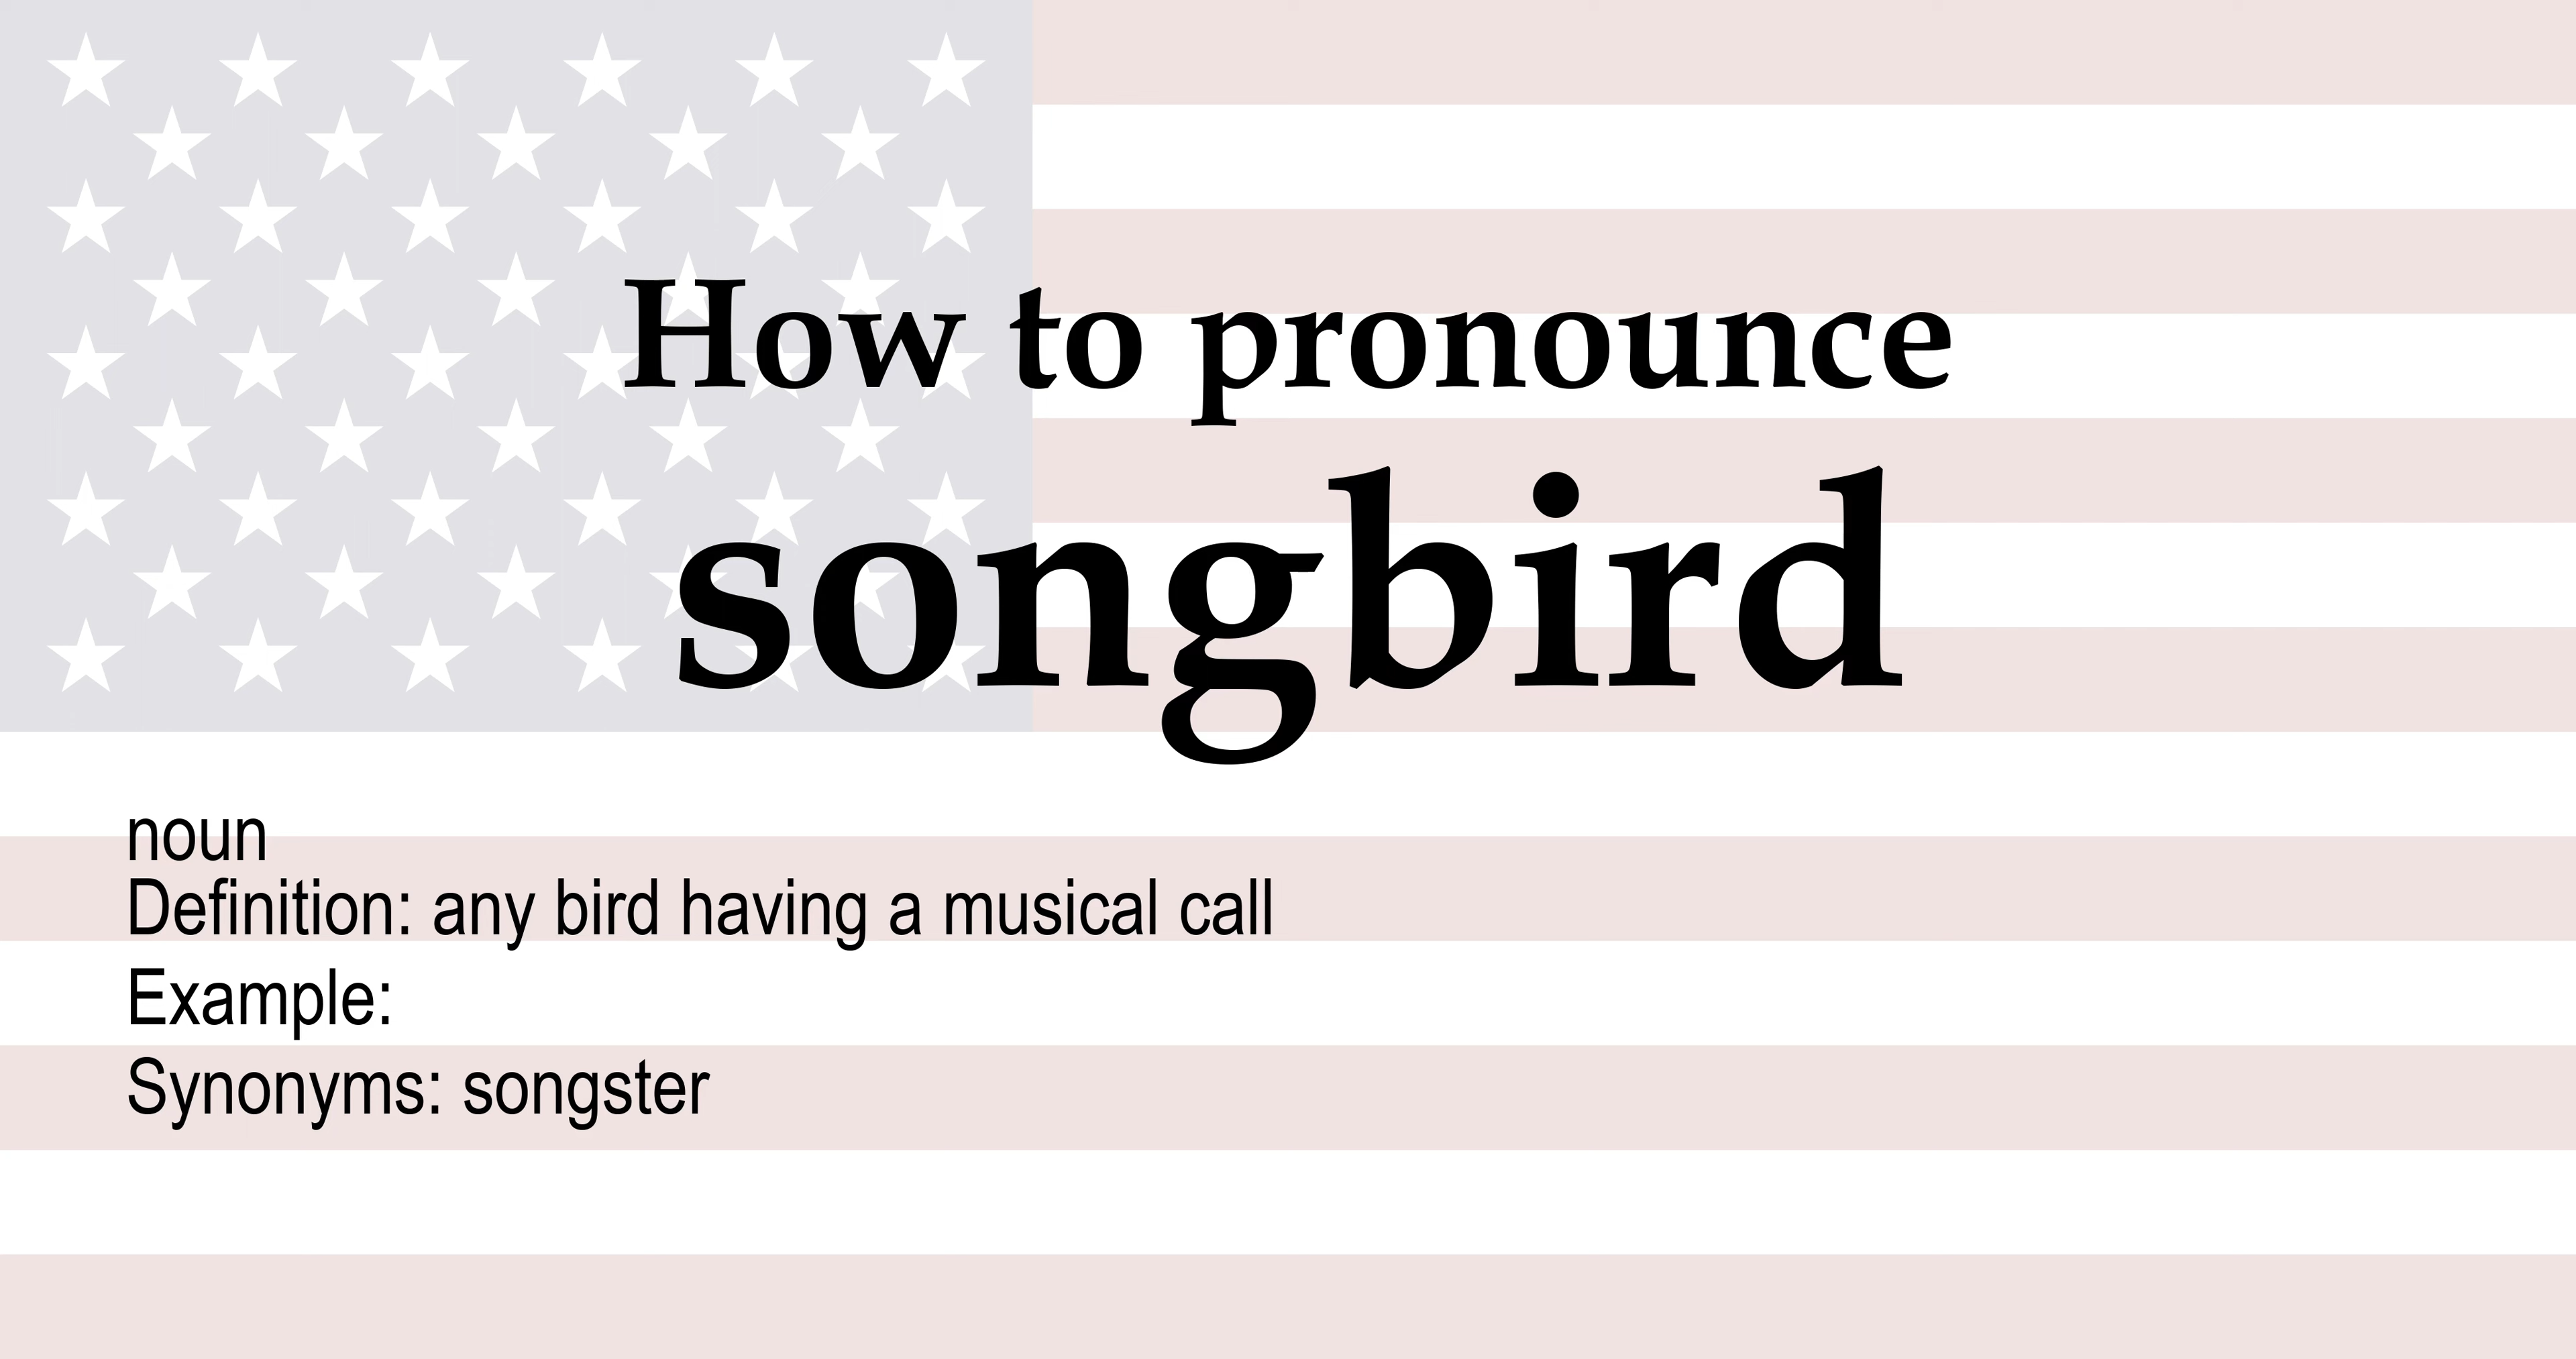 How to pronounce
songbird
noun
Definition: any bird having a musical call
Example:
Synonyms: songster